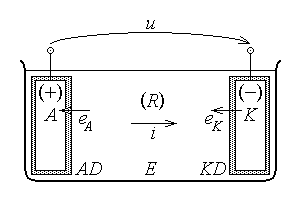 u
(+) (R) (−)
A e_A i e_K K
AD E KD